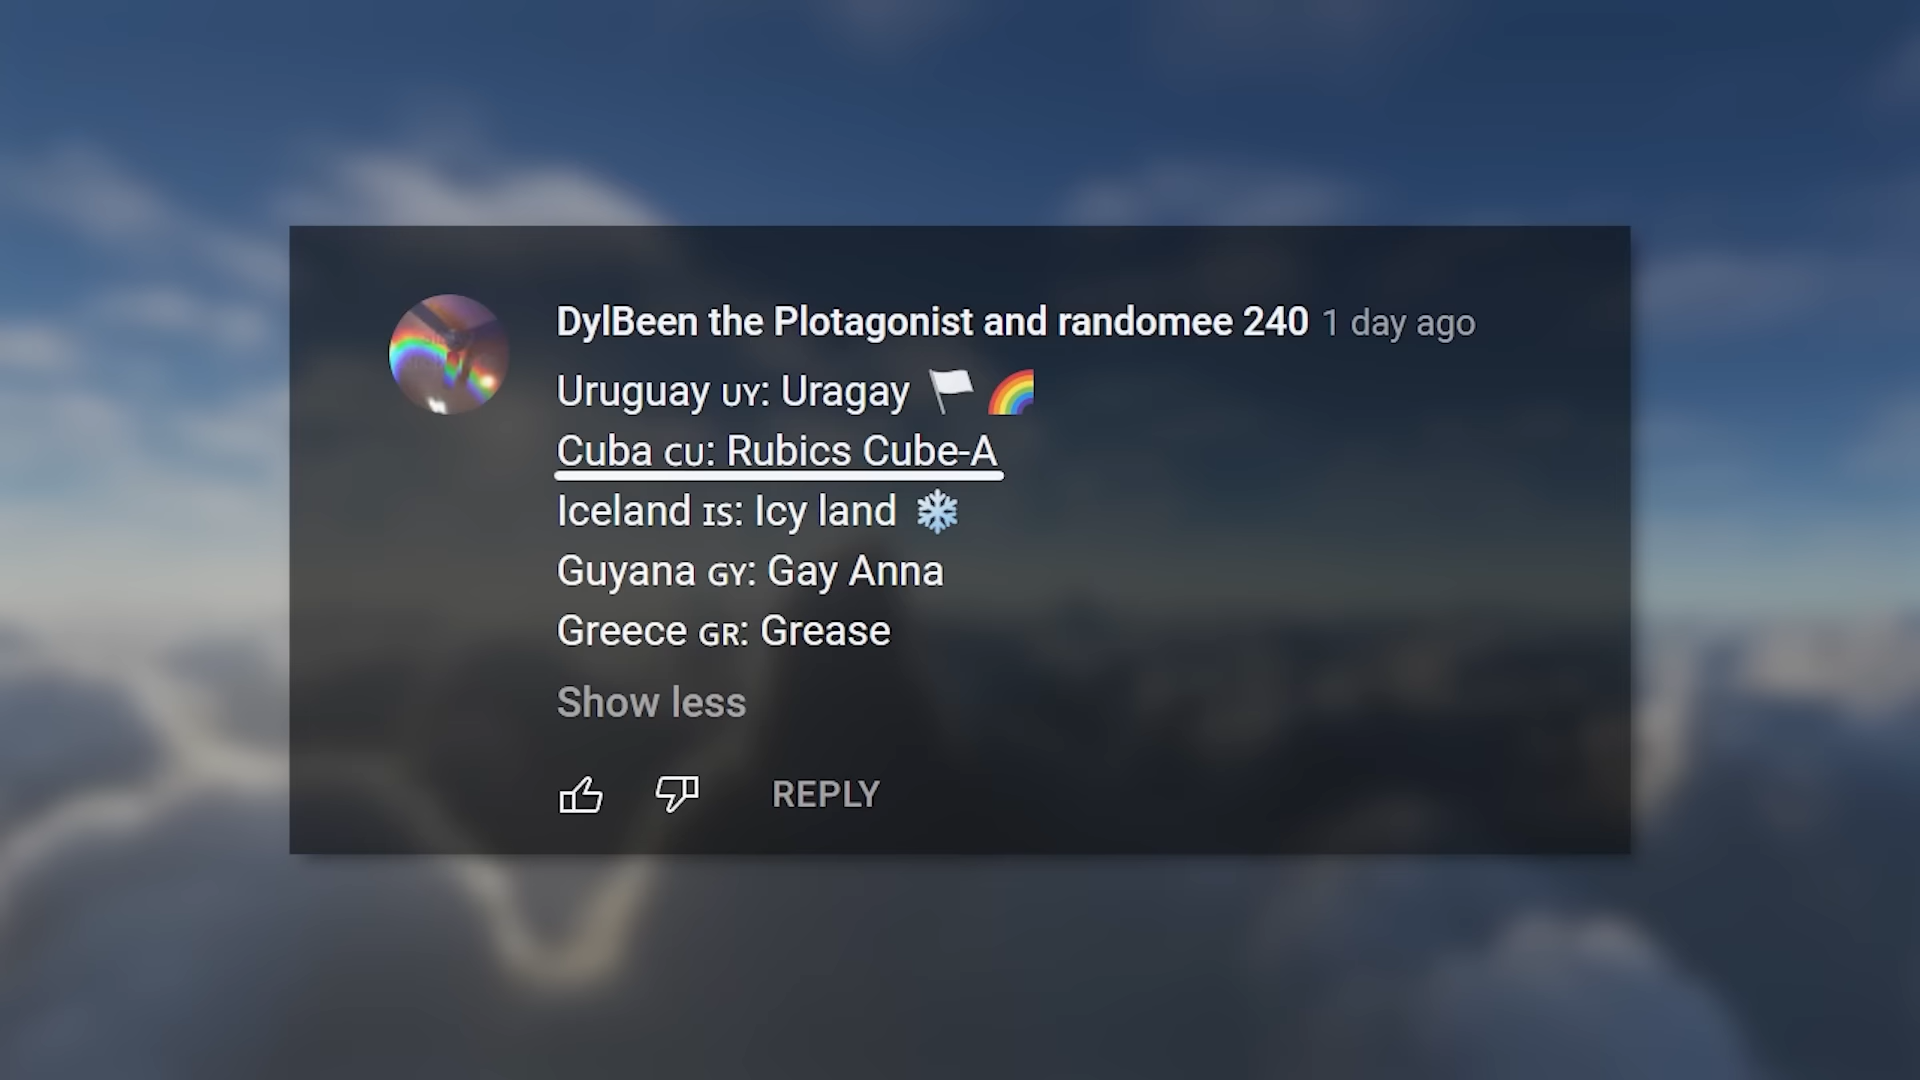 DylBeen the Plotagonist and randomee 240 1 day ago
Uruguay UY: Uragay 🏳️ 🌈
Cuba CU: Rubics Cube-A
Iceland IS: Icy land ❄️
Guyana GY: Gay Anna
Greece GR: Grease
Show less
REPLY